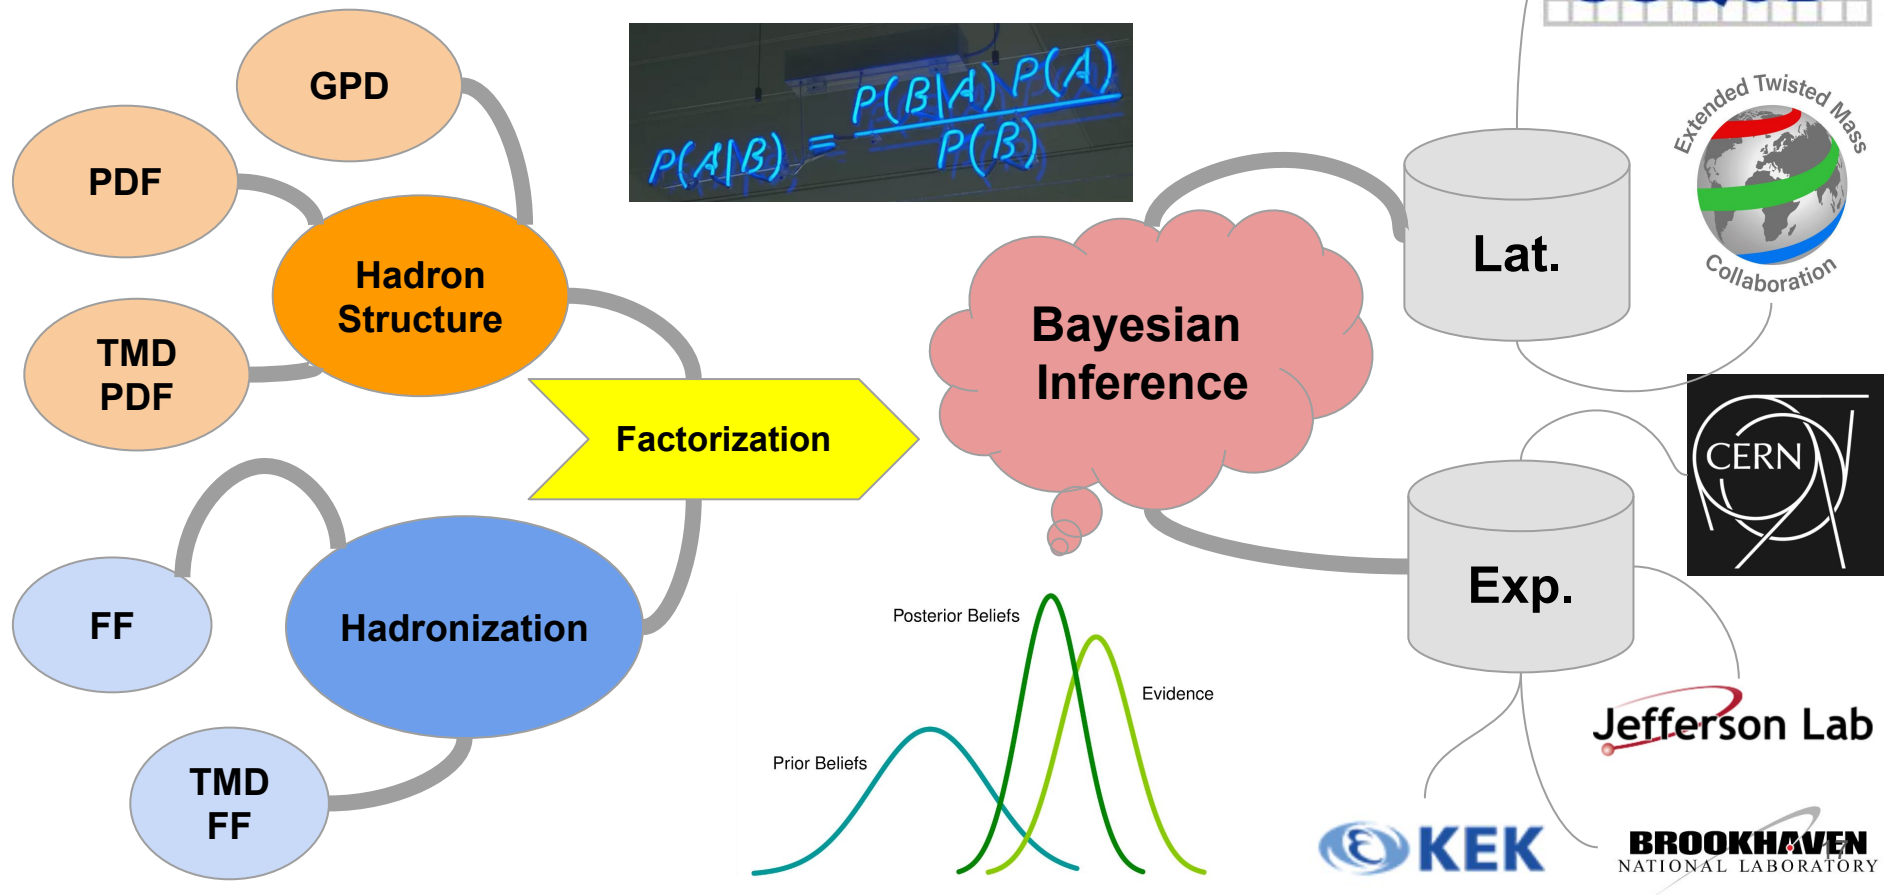 GPD
PDF
Hadron
Structure
TMD
PDF
Factorization
FF
Hadronization
TMD
FF
P(A|B) = P(B|A) P(A)
P(B)
Bayesian
Inference
Posterior Beliefs
Evidence
Prior Beliefs
Lat.
Extended Twisted Mass
Collaboration
CERN
Exp.
Jefferson Lab
KEK
BROOKHAVEN
NATIONAL LABORATORY
17